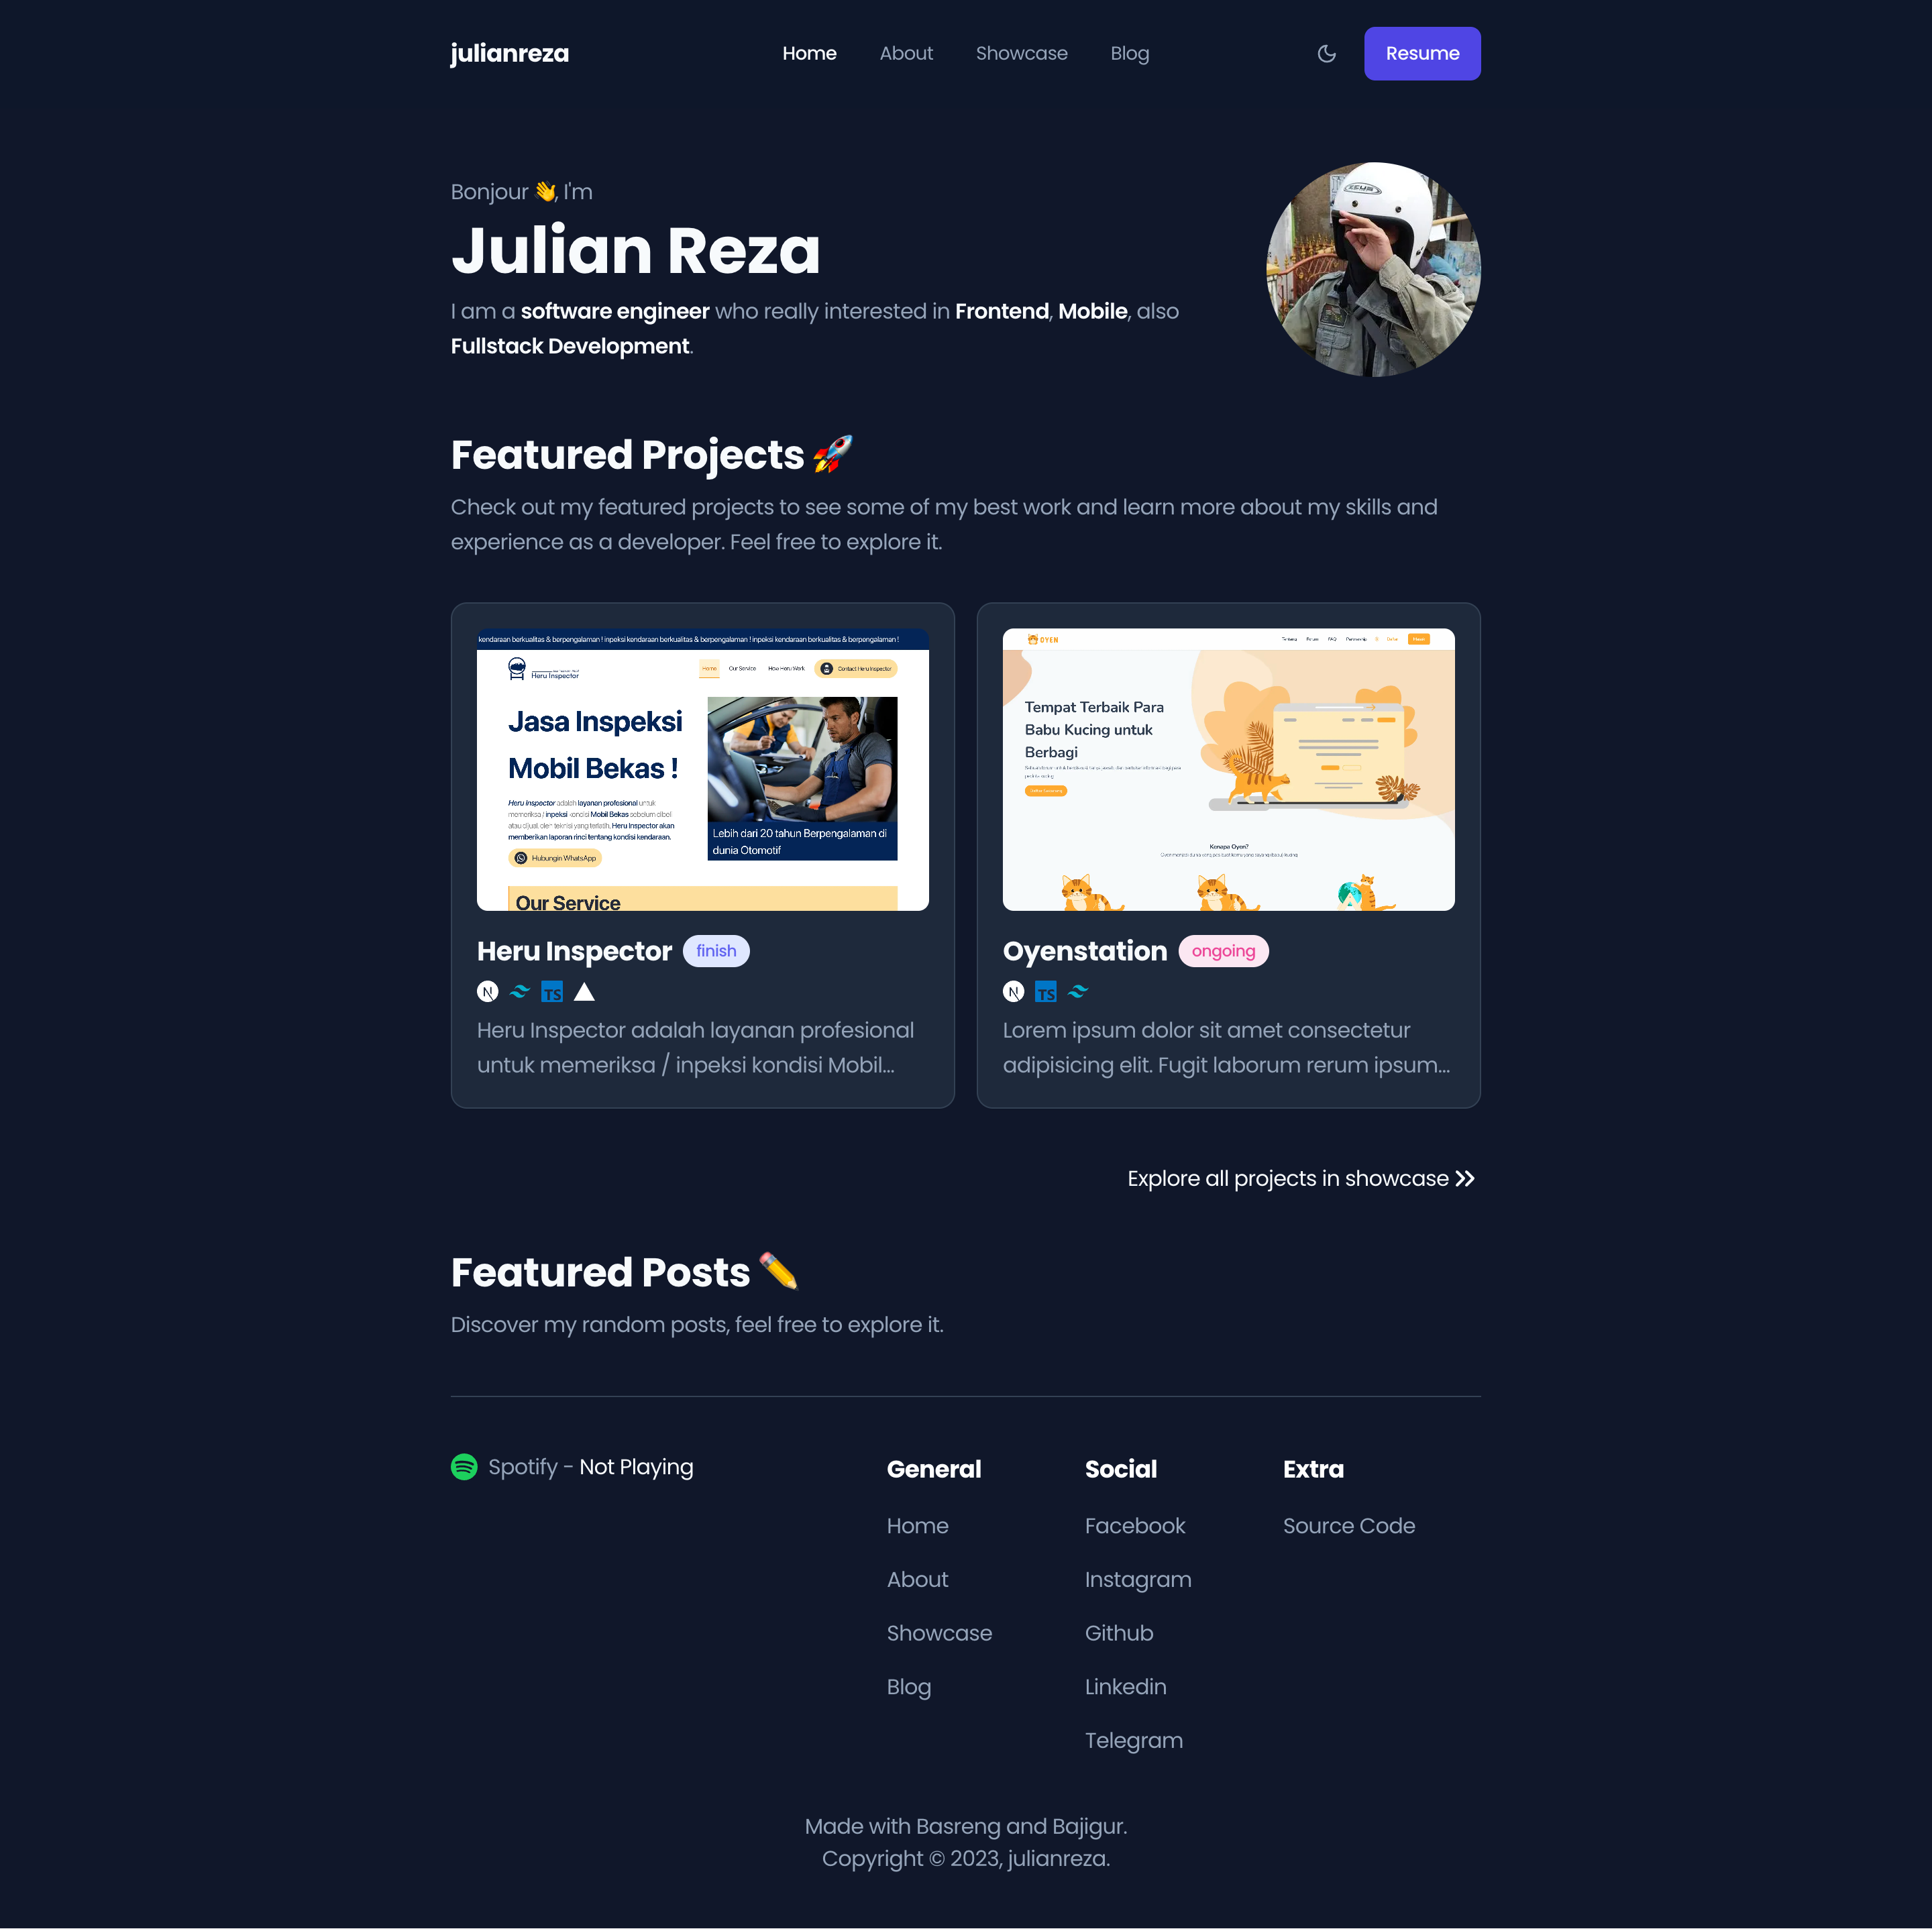 julianreza
Home About Showcase Blog
Resume
Bonjour 👋, I'm
Julian Reza
I am a software engineer who really interested in Frontend, Mobile, also
Fullstack Development.
Featured Projects 🚀
Check out my featured projects to see some of my best work and learn more about my skills and
experience as a developer. Feel free to explore it.
kendaraan berkualitas & berpengalaman ! inpeksi kendaraan berkualitas & berpengalaman ! inpeksi kendaraan berkualitas & berpengalaman !
Heru Inspector
Home Our Service How Heru Work Contact Heru Inspector
Jasa Inspeksi
Mobil Bekas !
Heru Inspector adalah layanan profesional untuk
memeriksa / inpeksi kondisi Mobil Bekas sebelum dibeli
atau dijual. oleh teknisi yang terlatih, Heru Inspector akan
memberikan laporan rinci tentang kondisi kendaraan.
Hubungin WhatsApp
Lebih dari 20 tahun Berpengalaman di
dunia Otomotif
Our Service
Heru Inspector finish
N TS
Heru Inspector adalah layanan profesional
untuk memeriksa / inpeksi kondisi Mobil...
OYEN
Tentang Forum FAQ Partnership
Tempat Terbaik Para
Babu Kucing untuk
Berbagi
Kenapa Oyen?
Oyenstation ongoing
N TS
Lorem ipsum dolor sit amet consectetur
adipisicing elit. Fugit laborum rerum ipsum...
Explore all projects in showcase
Featured Posts ✏️
Discover my random posts, feel free to explore it.
Spotify - Not Playing
General
Home
About
Showcase
Blog
Social
Facebook
Instagram
Github
Linkedin
Telegram
Extra
Source Code
Made with Basreng and Bajigur.
Copyright © 2023, julianreza.